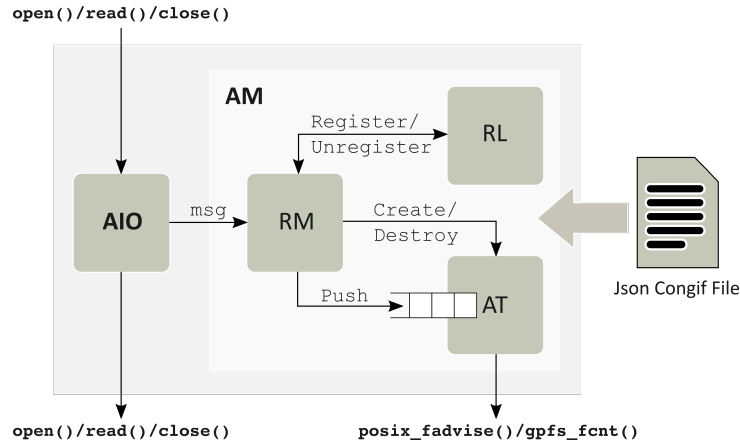 open()/read()/close()
AM
Register/
Unregister
RL
AIO
msg
RM
Create/
Destroy
Push
AT
Json Congif File
open()/read()/close()
posix_fadvise()/gpfs_fcnt()